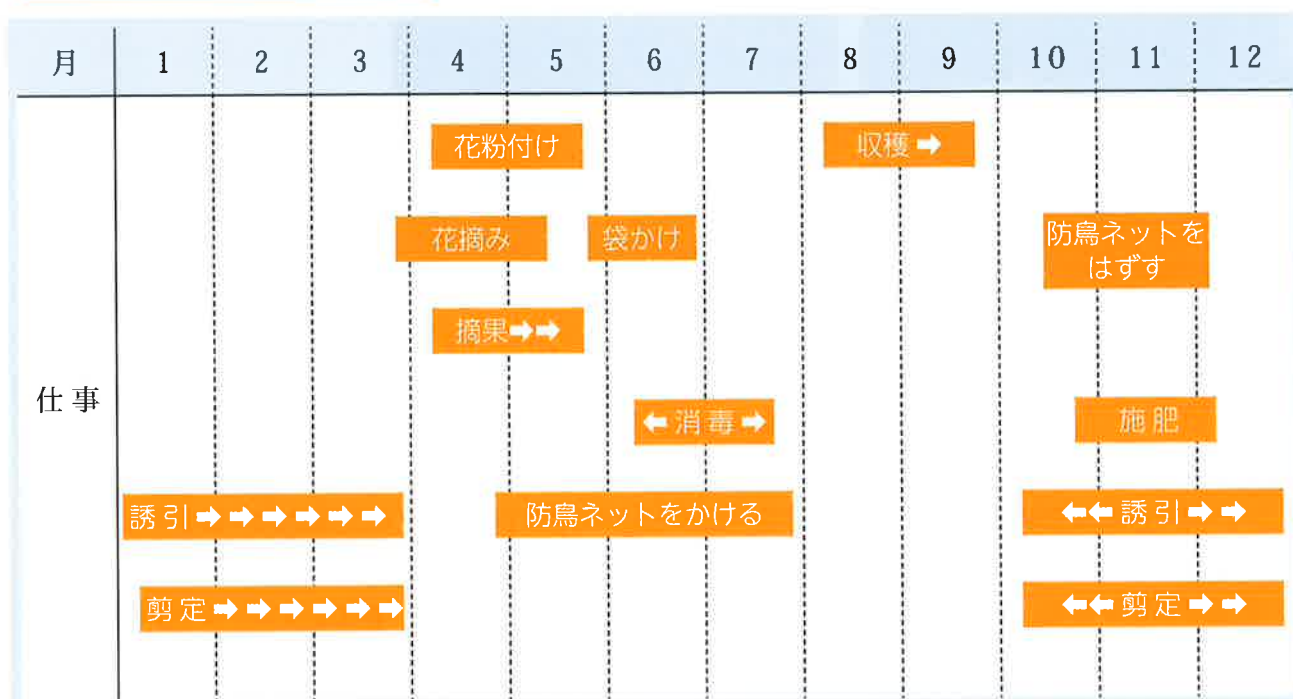 月 1 2 3 4 5 6 7 8 9 10 11 12
仕事
花粉付け
収穫➡
花摘み
袋かけ
防鳥ネットを
はずす
摘果➡➡
⬅消毒➡
施肥
誘引➡➡➡➡➡➡
防鳥ネットをかける
⬅⬅誘引➡➡
剪定➡➡➡➡➡➡
⬅⬅剪定➡➡